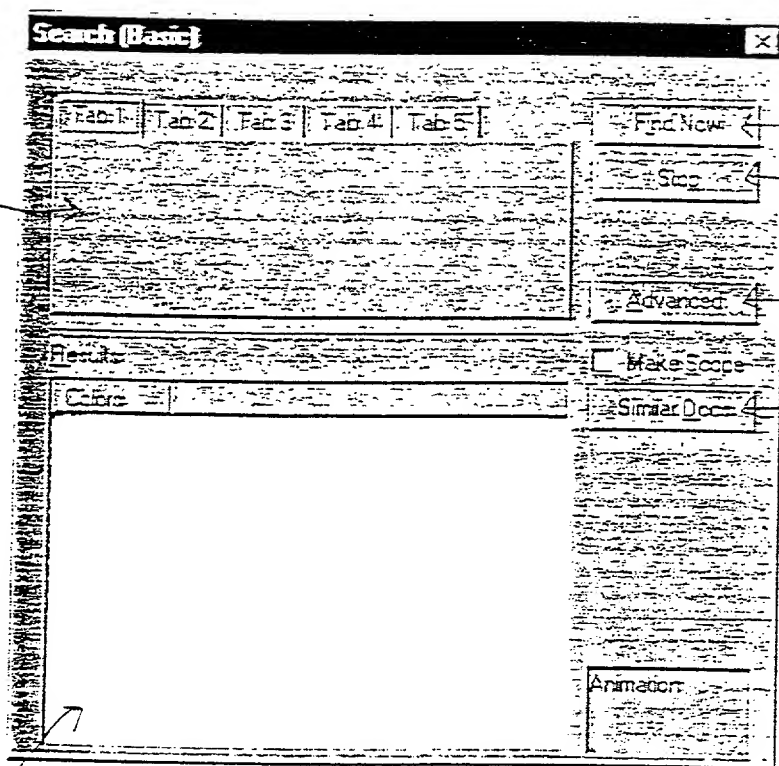 Search (Basic)
Tab 1 Tab 2 Tab 3 Tab 4 Tab 5
Find Now
Stop
Advanced
Results
Make Scope
Colors
Similar Docs
Animation